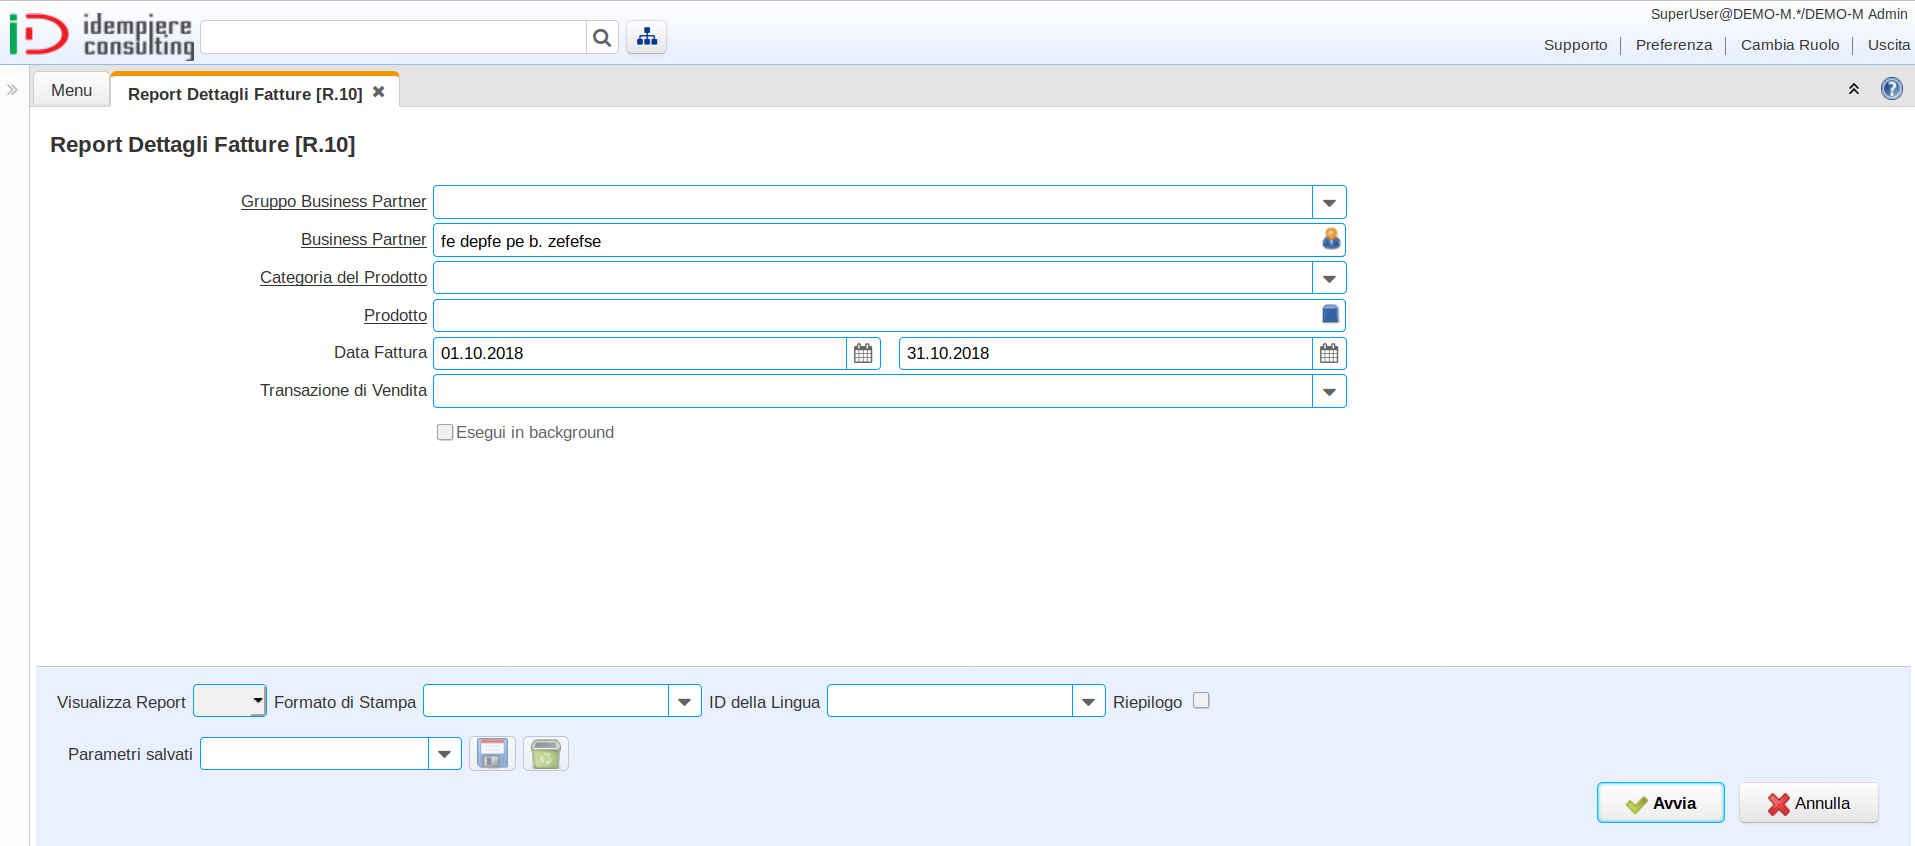 SuperUser@DEMO-M.*/DEMO-M Admin
idempiere
consulting
Supporto Preferenza Cambia Ruolo Uscita
Menu Report Dettagli Fatture [R.10]
Report Dettagli Fatture [R.10]
Gruppo Business Partner
Business Partner fe depfe pe b. zefefse
Categoria del Prodotto
Prodotto
Data Fattura 01.10.2018 31.10.2018
Transazione di Vendita
Esegui in background
Visualizza Report Formato di Stampa ID della Lingua Riepilogo
Parametri salvati
Avvia Annulla